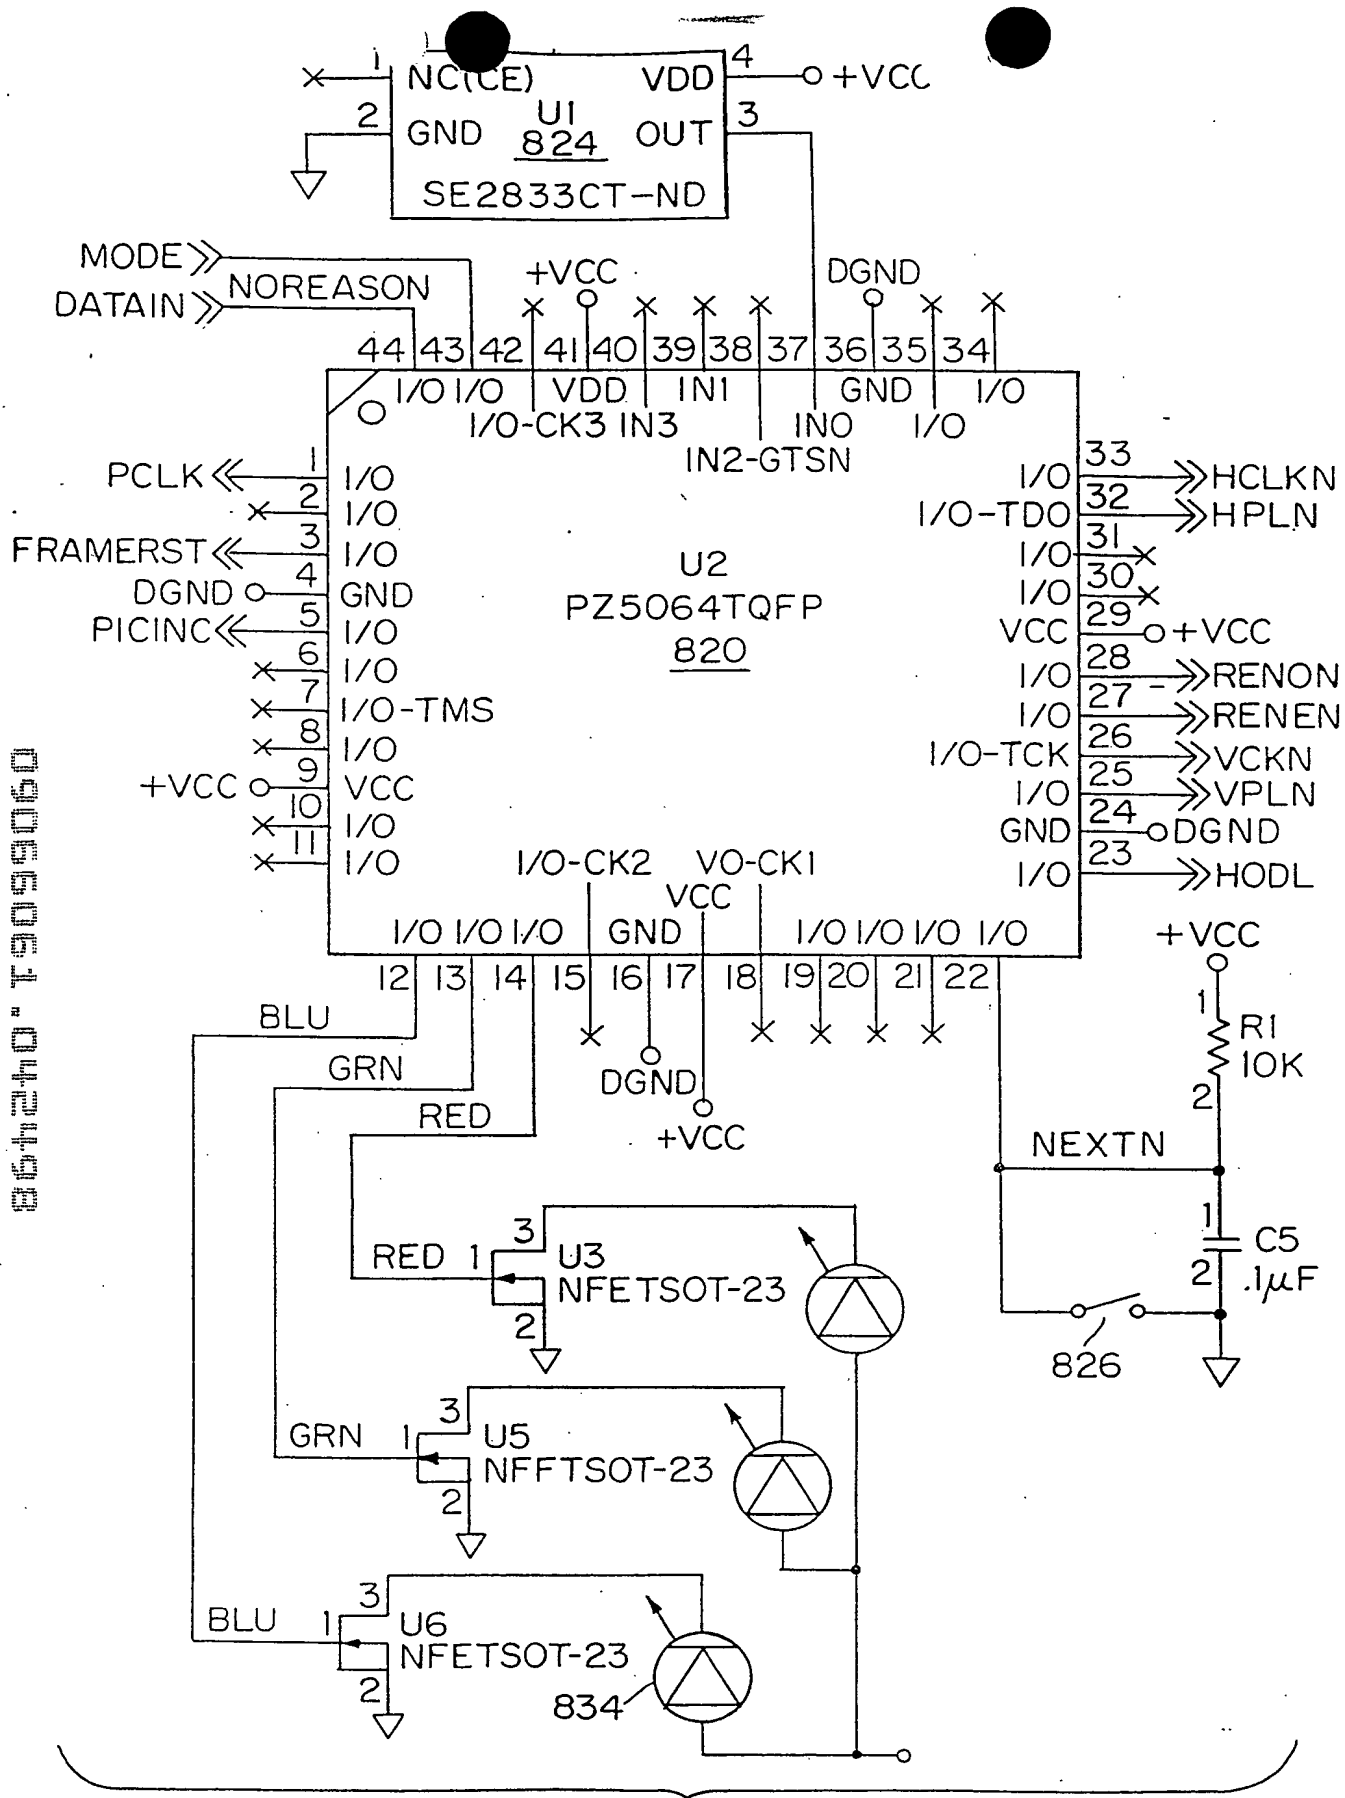 1 NC(CE) VDD 4 +VCC
2 GND U1 OUT 3
824
SE2833CT-ND
MODE
DATAIN NOREASON
+VCC DGND
44 43 42 41 40 39 38 37 36 35 34
I/O I/O VDD IN1 GND I/O
I/O-CK3 IN3 IN0 I/O
IN2-GTSN
PCLK 1 I/O
2 I/O
FRAMERST 3 I/O
DGND 4 GND
PICINC 5 I/O
6 I/O
7 I/O-TMS
8 I/O
+VCC 9 VCC
10 I/O
11 I/O
U2
PZ5064TQFP
820
I/O 33 HCLKN
I/O-TDO 32 HPLN
I/O 31
I/O 30
VCC 29 +VCC
I/O 28 RENON
I/O 27 RENEN
I/O-TCK 26 VCKN
I/O 25 VPLN
GND 24 DGND
I/O 23 HODL
I/O-CK2 VO-CK1
VCC
I/O I/O I/O GND I/O I/O I/O I/O
12 13 14 15 16 17 18 19 20 21 22
BLU
GRN
RED
DGND
+VCC
+VCC
1 R1
10K
2
NEXTN
1 C5
2 .1µF
826
RED 1 3 U3
NFETSOT-23
2
GRN 1 3 U5
NFFTSOT-23
2
BLU 1 3 U6
NFETSOT-23
2
834
09069061.042498